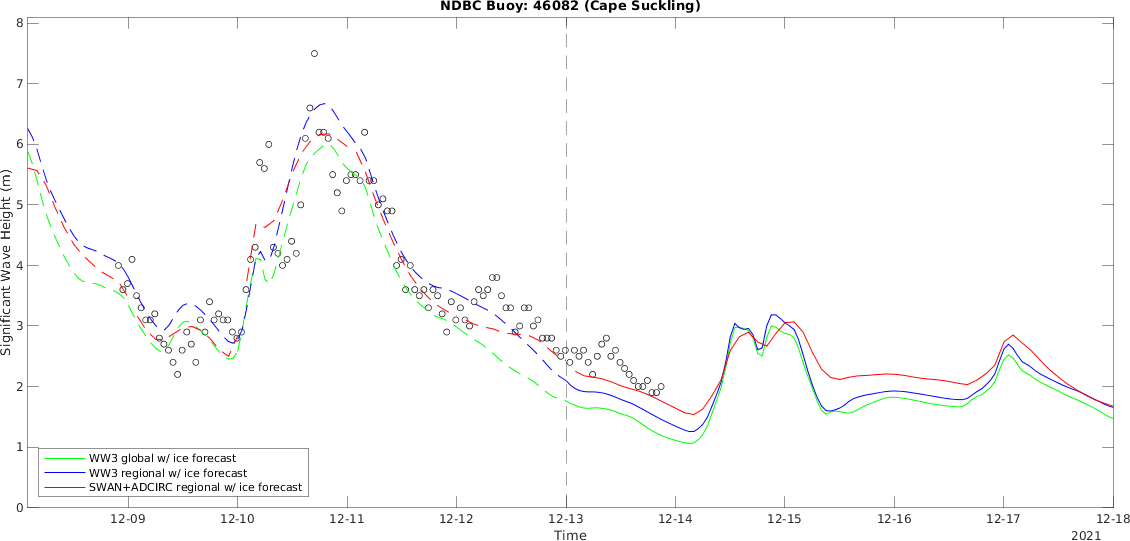 NDBC Buoy: 46082 (Cape Suckling)
8
7
6
5
4
3
2
1
0
Significant Wave Height (m)
WW3 global w/ ice forecast
WW3 regional w/ ice forecast
SWAN+ADCIRC regional w/ ice forecast
12-09 12-10 12-11 12-12 12-13 12-14 12-15 12-16 12-17 12-18
Time
2021